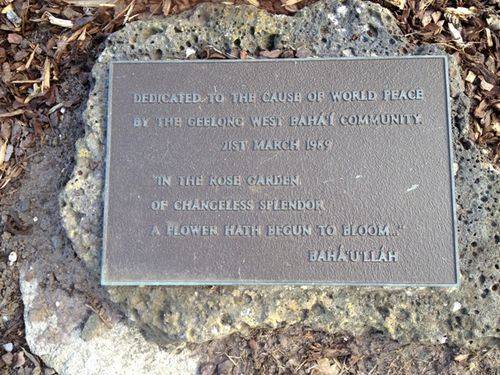 DEDICATED TO THE CAUSE OF WORLD PEACE
BY THE GEELONG WEST BAHÁ'Í COMMUNITY.
21ST MARCH 1989
"IN THE ROSE GARDEN,
OF CHANGELESS SPLENDOR
A FLOWER HATH BEGUN TO BLOOM..."
BAHÁ'U'LLÁH